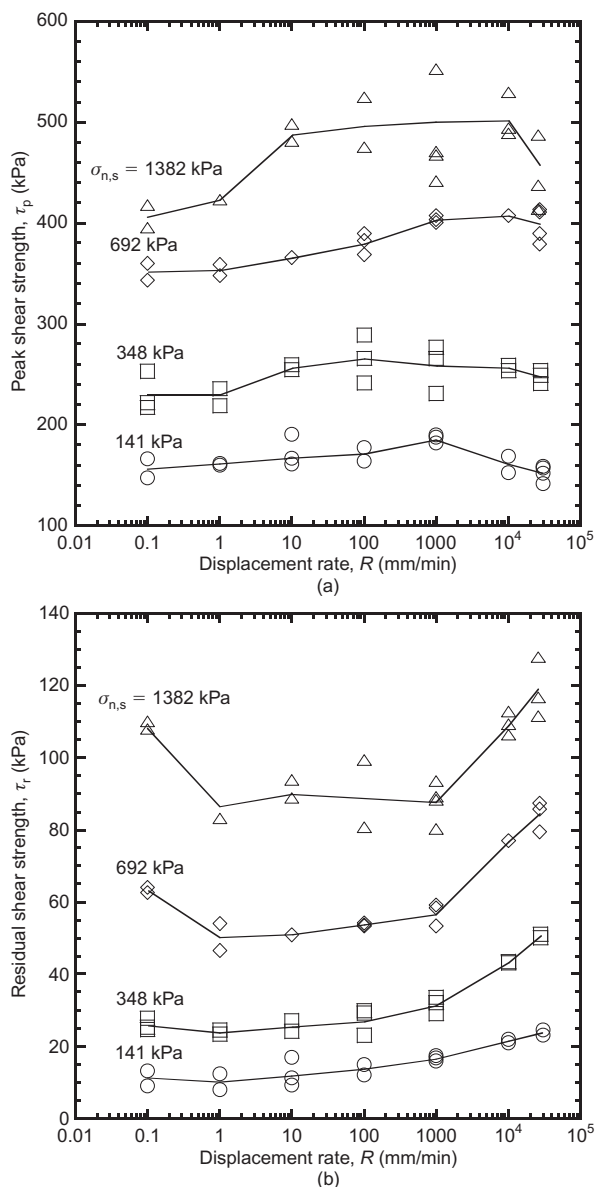 600
500
400
300
200
100
Peak shear strength, τp (kPa)
σn,s = 1382 kPa
692 kPa
348 kPa
141 kPa
0.01 0.1 1 10 100 1000 10⁴ 10⁵
Displacement rate, R (mm/min)
(a)
140
120
100
80
60
40
20
0
Residual shear strength, τr (kPa)
σn,s = 1382 kPa
692 kPa
348 kPa
141 kPa
0.01 0.1 1 10 100 1000 10⁴ 10⁵
Displacement rate, R (mm/min)
(b)